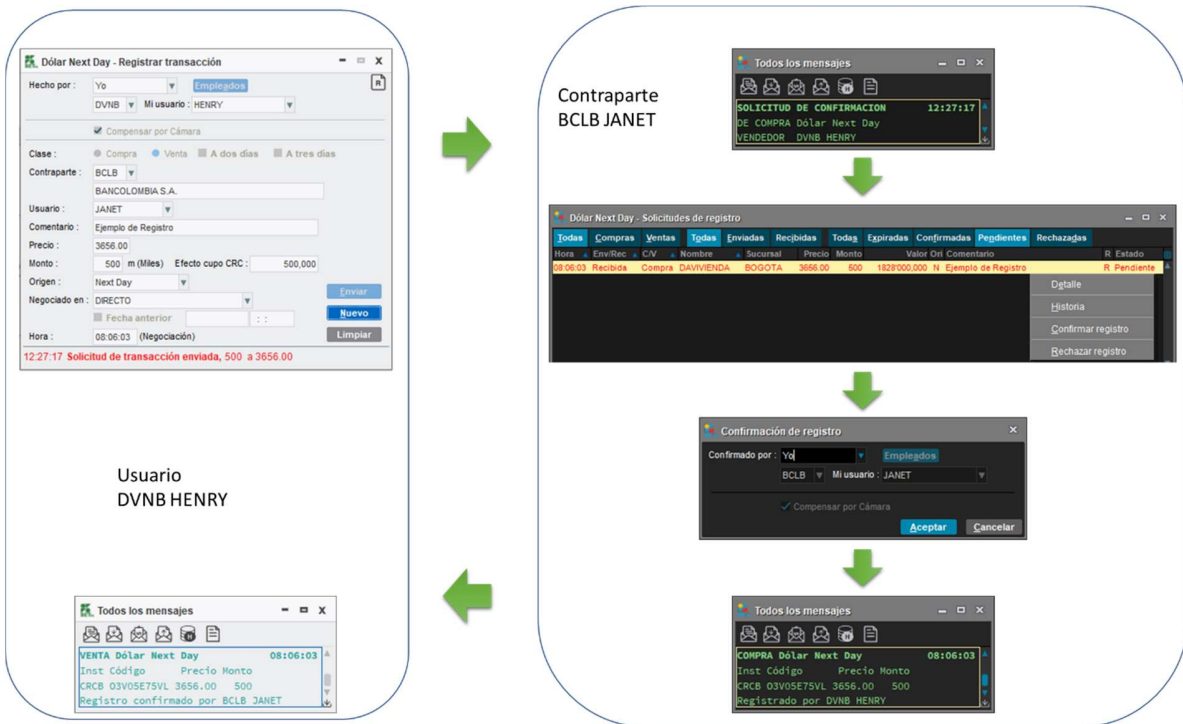 Dólar Next Day - Registrar transacción
Hecho por : Yo Empleados
DVNB Mi usuario : HENRY
Compensar por Cámara
Clase : Compra Venta A dos días A tres días
Contraparte : BCLB
BANCOLOMBIA S.A.
Usuario : JANET
Comentario : Ejemplo de Registro
Precio : 3656.00
Monto : 500 m (Miles) Efecto cupo CRC : 500,000
Origen : Next Day
Enviar
Negociado en : DIRECTO
Nuevo
Fecha anterior : :
Hora : 08:06:03 (Negociación) Limpiar
12:27:17 Solicitud de transacción enviada, 500 a 3656.00
Usuario
DVNB HENRY
Todos los mensajes
VENTA Dólar Next Day 08:06:03
Inst Código Precio Monto
CRCB O3V05E75VL 3656.00 500
Registro confirmado por BCLB JANET
Contraparte
BCLB JANET
Todos los mensajes
SOLICITUD DE CONFIRMACION 12:27:17
DE COMPRA Dólar Next Day
VENDEDOR DVNB HENRY
Dólar Next Day - Solicitudes de registro
Todas Compras Ventas Todas Enviadas Recibidas Todas Expiradas Confirmadas Pendientes Rechazadas
Hora Env/Rec C/V Nombre Sucursal Precio Monto Valor Ori Comentario R Estado
08:06:03 Recibida Compra DAVIVIENDA BOGOTA 3656.00 500 1828'000,000 N Ejemplo de Registro R Pendiente
Detalle
Historia
Confirmar registro
Rechazar registro
Confirmación de registro
Confirmado por : Yo Empleados
BCLB Mi usuario : JANET
Compensar por Cámara
Aceptar Cancelar
Todos los mensajes
COMPRA Dólar Next Day 08:06:03
Inst Código Precio Monto
CRCB O3V05E75VL 3656.00 500
Registrado por DVNB HENRY